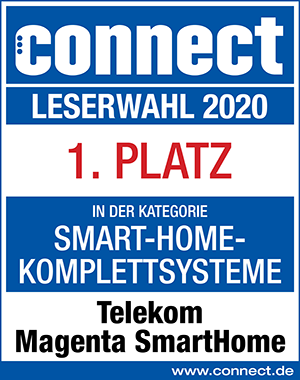 connect
LESERWAHL 2020
1. PLATZ
IN DER KATEGORIE
SMART-HOME-
KOMPLETTSYSTEME
Telekom
Magenta SmartHome
www.connect.de